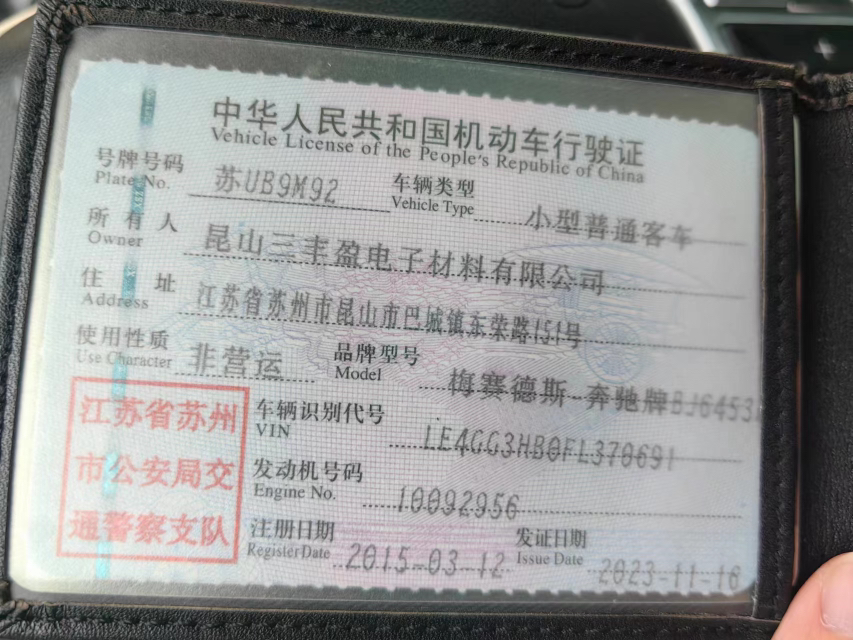 中华人民共和国机动车行驶证
Vehicle License of the People's Republic of China
号牌号码 苏UB9M92 车辆类型 小型普通客车
Plate No. Vehicle Type
所有人 昆山三丰盈电子材料有限公司
Owner
住址 江苏省苏州市昆山市巴城镇东荣路151号
Address
使用性质 非营运 品牌型号 梅赛德斯-奔驰牌BJ6453
Use Character Model
江苏省苏州
市公安局交
通警察支队
车辆识别代号 LE4GG3HB0FL370691
VIN
发动机号码 10092956
Engine No.
注册日期 2015-03-12 发证日期 2023-11-16
Register Date Issue Date